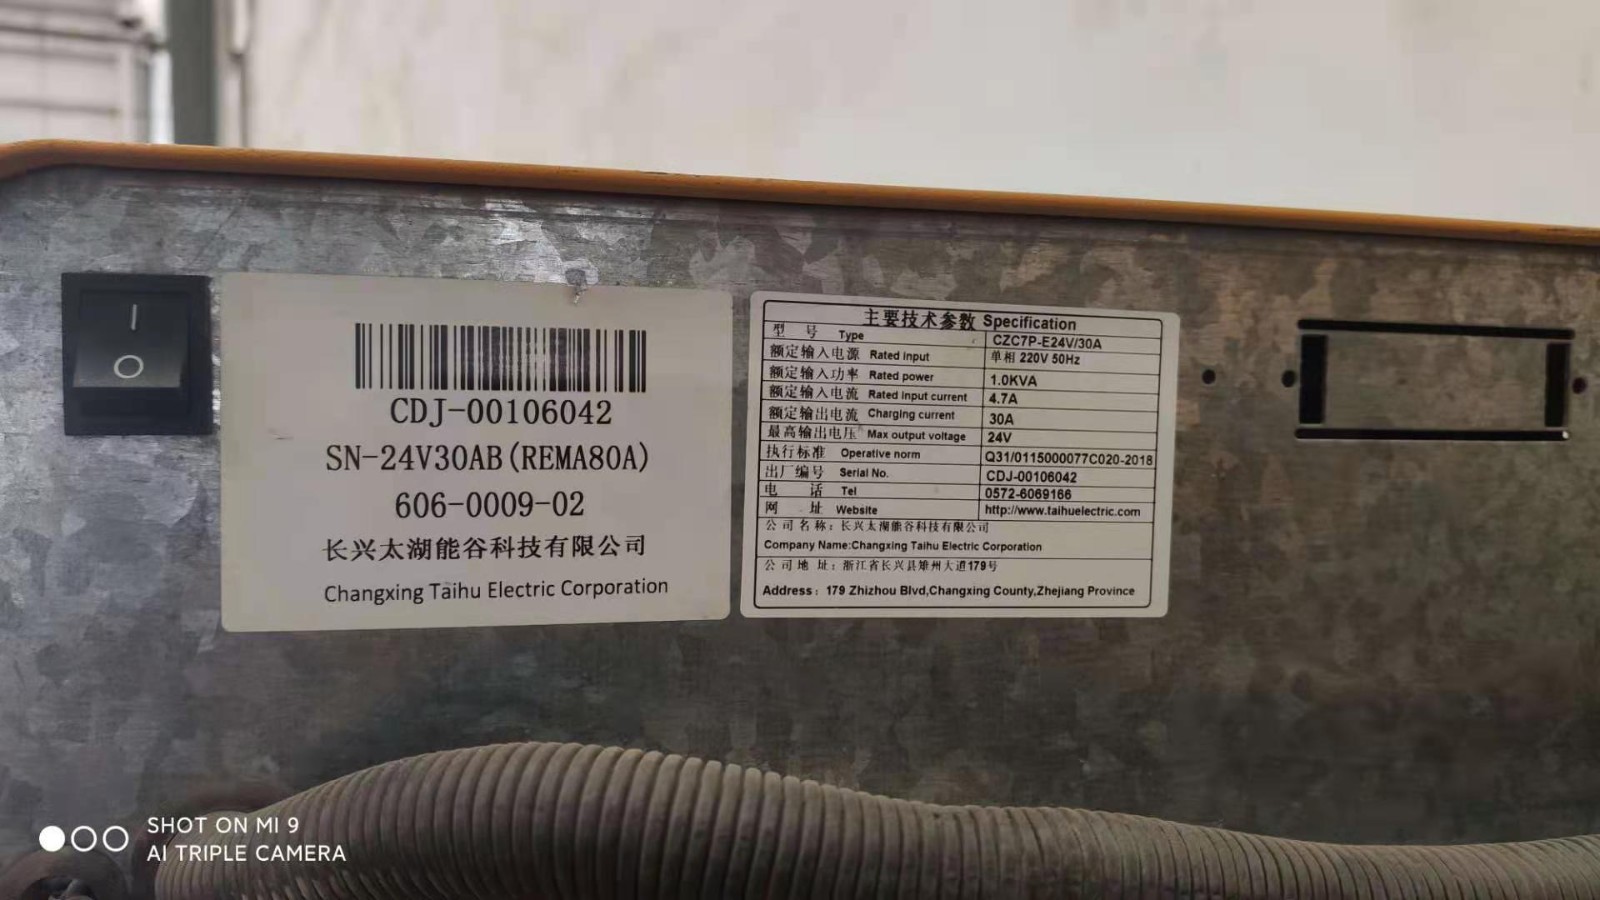 CDJ-00106042
SN-24V30AB(REMA80A)
606-0009-02
长兴太湖能谷科技有限公司
Changxing Taihu Electric Corporation
主要技术参数 Specification
型 号 Type CZC7P-E24V/30A
额定输入电源 Rated input 单相 220V 50Hz
额定输入功率 Rated power 1.0KVA
额定输入电流 Rated input current 4.7A
额定输出电流 Charging current 30A
最高输出电压 Max output voltage 24V
执行标准 Operative norm Q31/0115000077C020-2018
出厂编号 Serial No. CDJ-00106042
电 话 Tel 0572-6069166
网 址 Website http://www.taihuelectric.com
公 司 名 称：长兴太湖能谷科技有限公司
Company Name:Changxing Taihu Electric Corporation
公 司 地 址：浙江省长兴县雉州大道179号
Address：179 Zhizhou Blvd,Changxing County,Zhejiang Province
SHOT ON MI 9
AI TRIPLE CAMERA